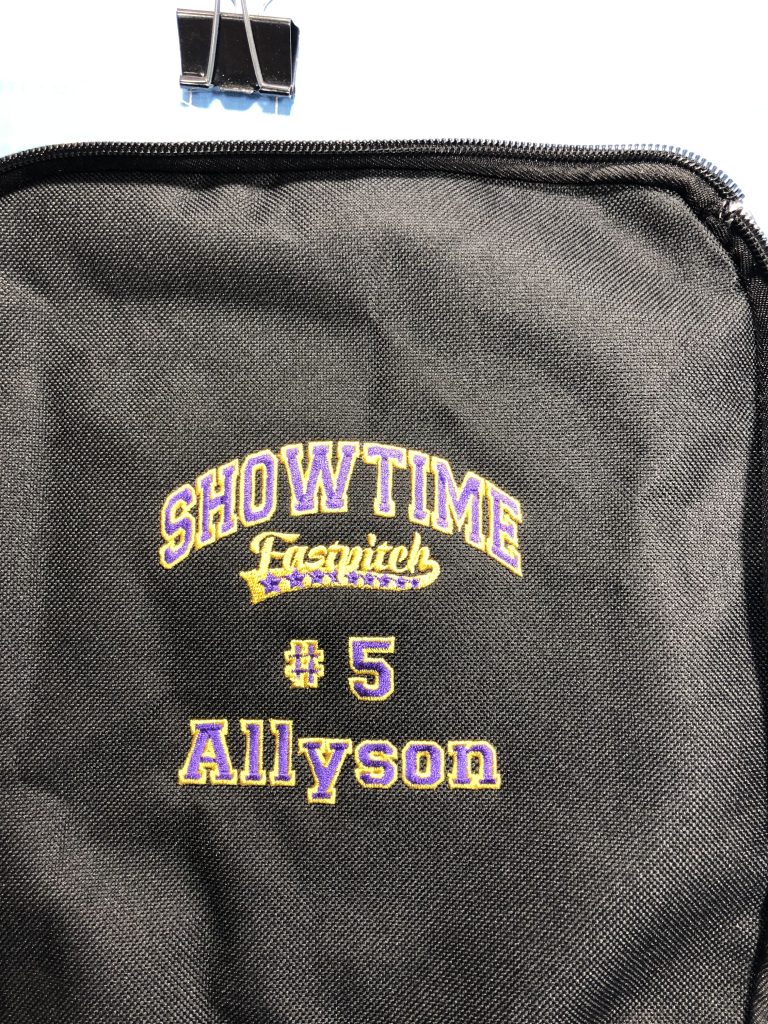 SHOWTIME
Fastpitch
# 5
Allyson